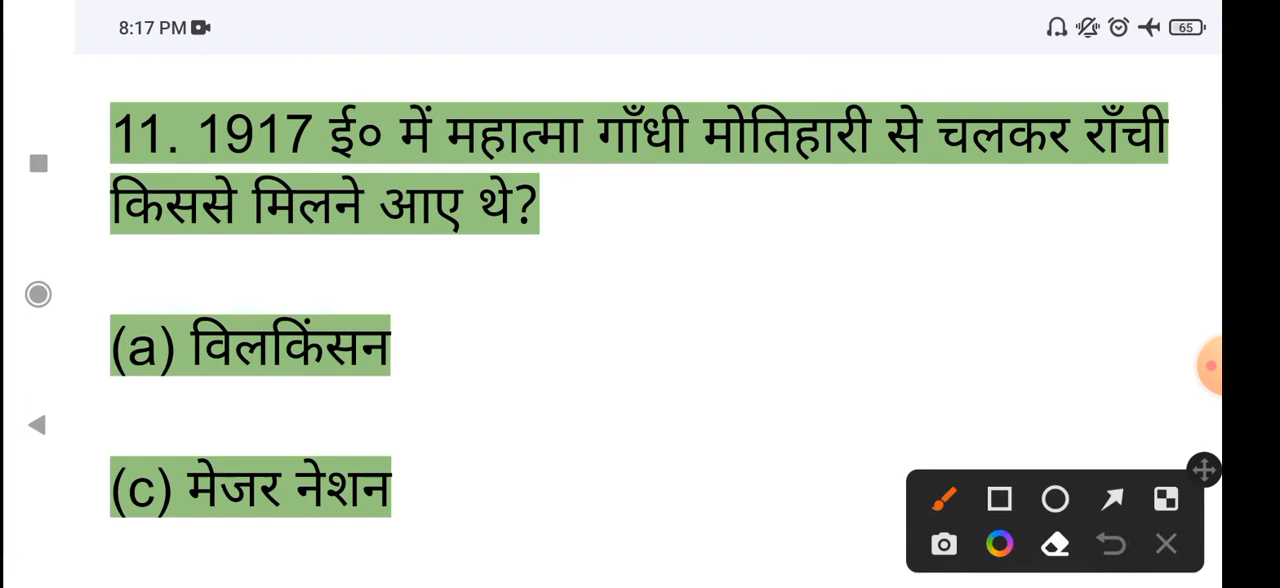 8:17 PM
65
11. 1917 ई० में महात्मा गाँधी मोतिहारी से चलकर राँची
किससे मिलने आए थे?
(a) विलकिंसन
(c) मेजर नेशन